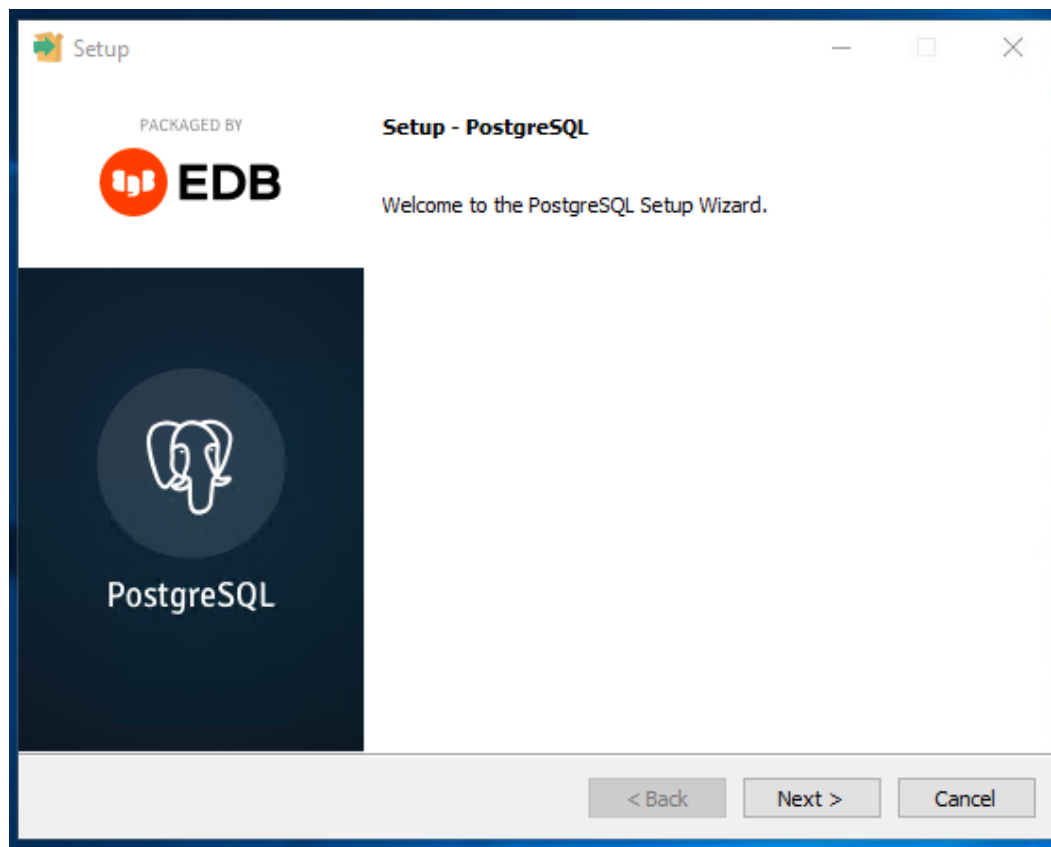 Setup
PACKAGED BY
EDB
Setup - PostgreSQL
Welcome to the PostgreSQL Setup Wizard.
PostgreSQL
< Back
Next >
Cancel